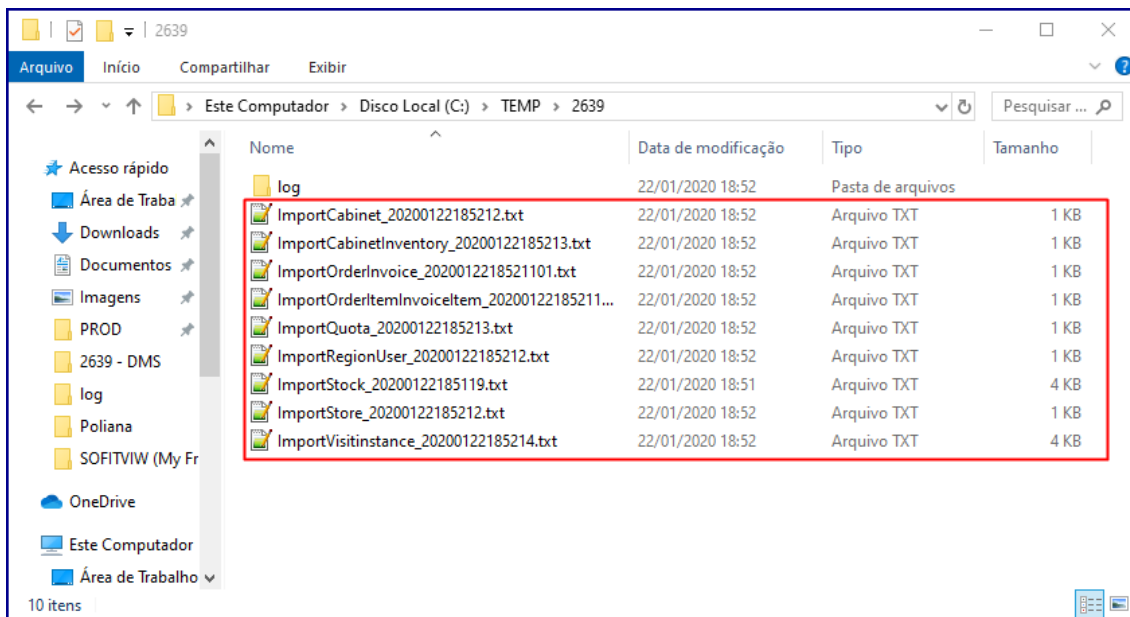 2639
Arquivo Início Compartilhar Exibir
Este Computador > Disco Local (C:) > TEMP > 2639 Pesquisar ...
Nome Data de modificação Tipo Tamanho
Acesso rápido
Área de Traba
Downloads
Documentos
Imagens
PROD
2639 - DMS
log
Poliana
SOFITVIW (My Fr
OneDrive
Este Computador
Área de Trabalho
log 22/01/2020 18:52 Pasta de arquivos
ImportCabinet_20200122185212.txt 22/01/2020 18:52 Arquivo TXT 1 KB
ImportCabinetInventory_20200122185213.txt 22/01/2020 18:52 Arquivo TXT 1 KB
ImportOrderInvoice_2020012218521101.txt 22/01/2020 18:52 Arquivo TXT 1 KB
ImportOrderItemInvoiceItem_20200122185211... 22/01/2020 18:52 Arquivo TXT 1 KB
ImportQuota_20200122185213.txt 22/01/2020 18:52 Arquivo TXT 1 KB
ImportRegionUser_20200122185212.txt 22/01/2020 18:52 Arquivo TXT 1 KB
ImportStock_20200122185119.txt 22/01/2020 18:51 Arquivo TXT 4 KB
ImportStore_20200122185212.txt 22/01/2020 18:52 Arquivo TXT 1 KB
ImportVisitinstance_20200122185214.txt 22/01/2020 18:52 Arquivo TXT 4 KB
10 itens